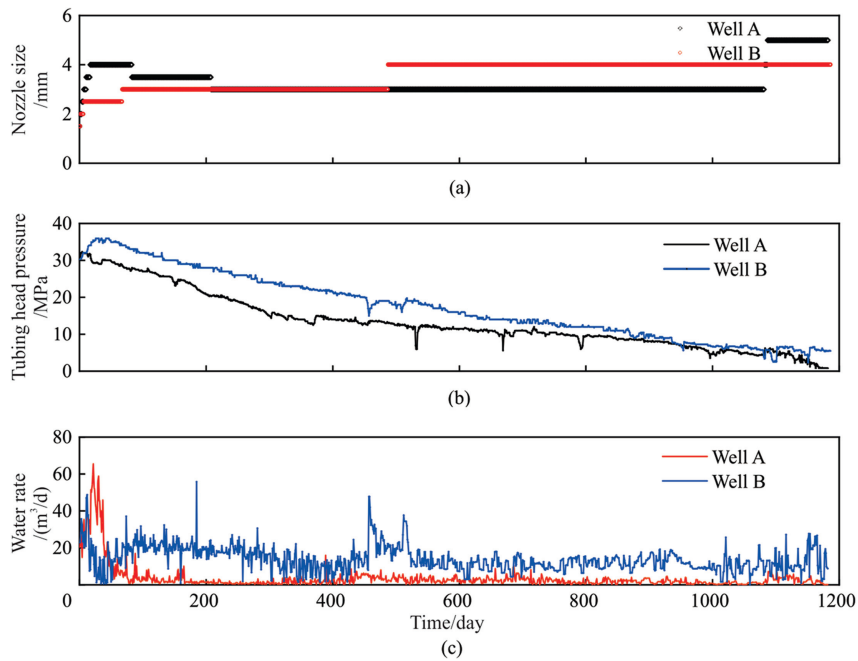 6
4
2
0
Nozzle size
/mm
Well A
Well B
(a)
40
30
20
10
0
Tubing head pressure
/MPa
Well A
Well B
(b)
80
60
40
20
Water rate
/(m³/d)
Well A
Well B
0 200 400 600 800 1000 1200
Time/day
(c)